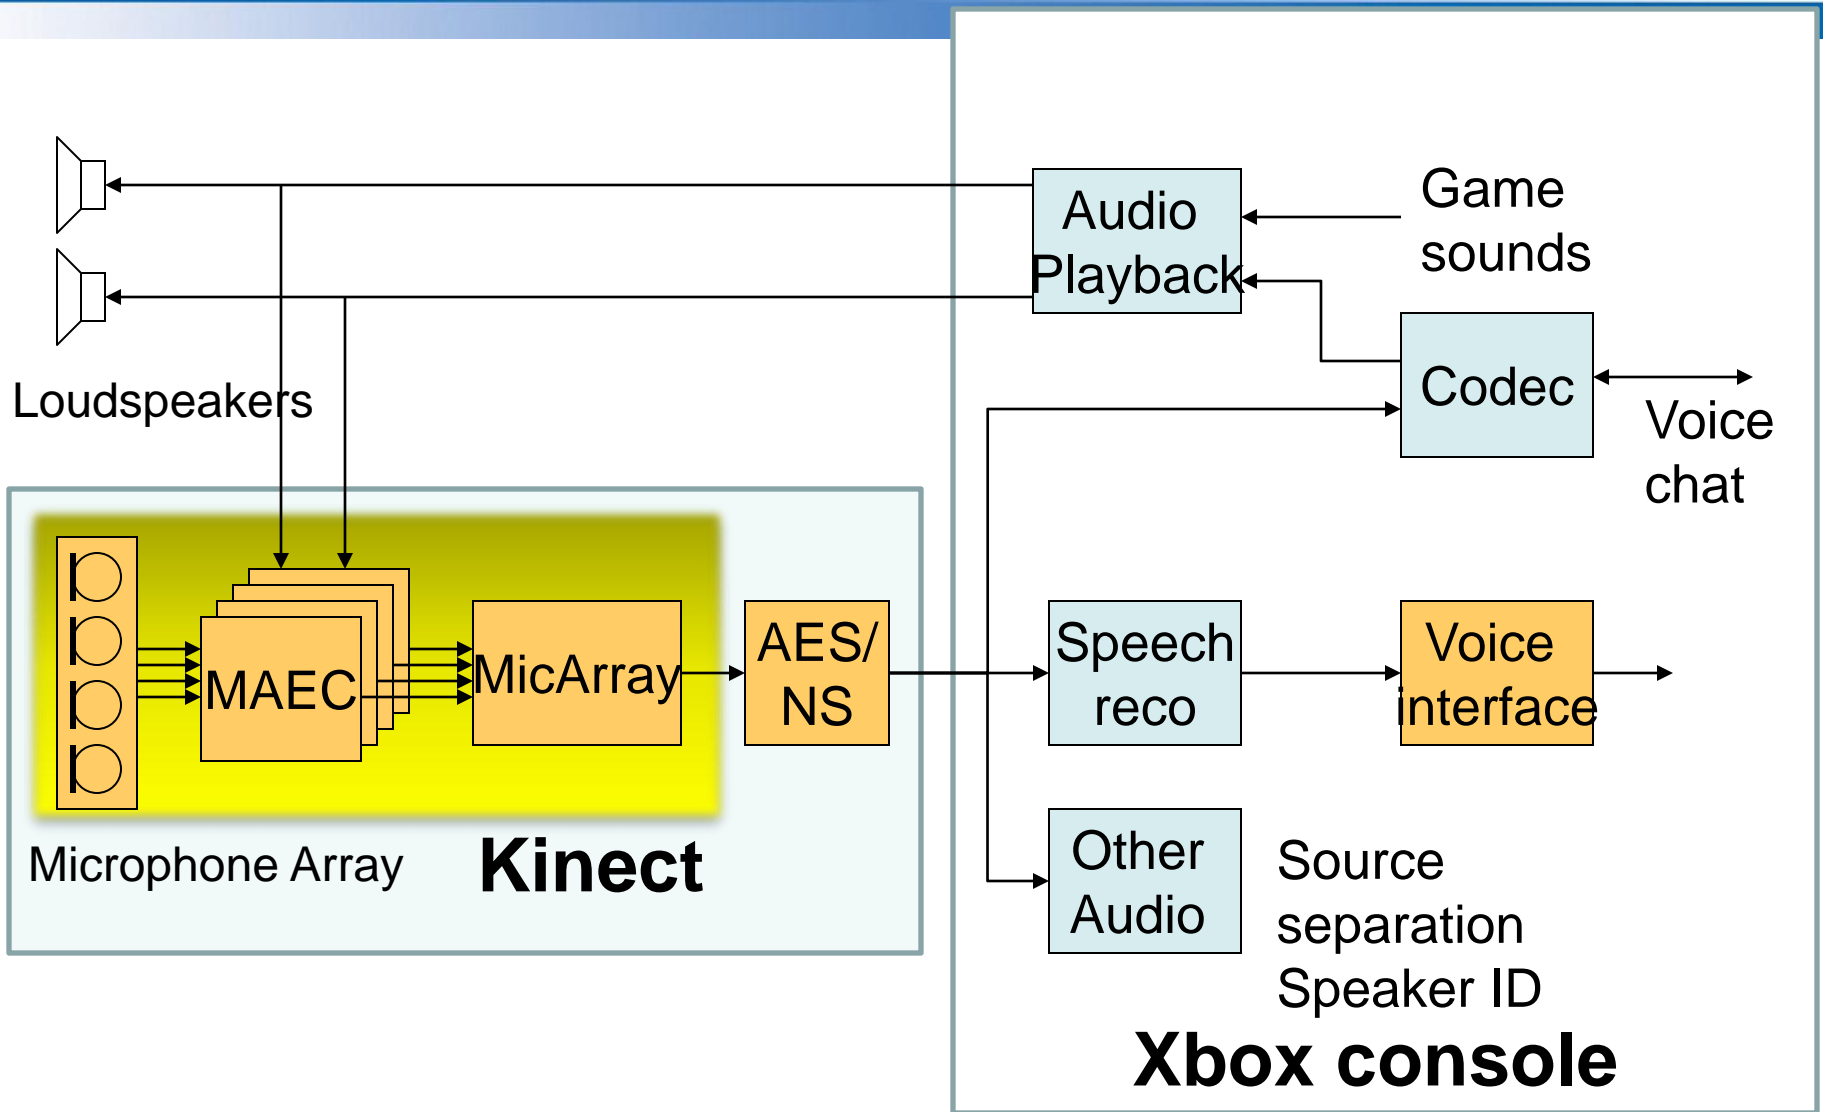 Game
sounds
Audio
Playback
Codec
Voice
chat
Loudspeakers
MAEC
MicArray
AES/
NS
Speech
reco
Voice
interface
Microphone Array
Kinect
Other
Audio
Source
separation
Speaker ID
Xbox console